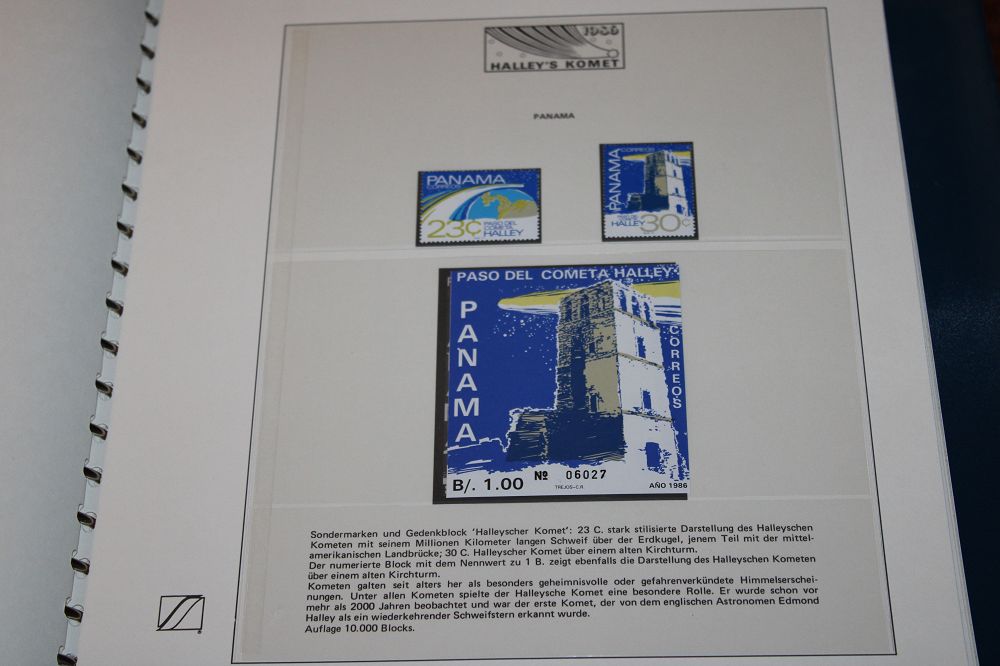 1986
HALLEY'S KOMET
PANAMA
PANAMA
CORREOS
23¢
PASO DEL
COMETA
HALLEY
CORREOS
PANAMA
HALLEY
30¢
PASO DEL COMETA HALLEY
PANAMA
CORREOS
Nº 06027
B/. 1.00
TREJOS-C.R.
AÑO 1986
Sondermarken und Gedenkblock 'Halleyscher Komet': 23 C. stark stilisierte Darstellung des Halleyschen
Kometen mit seinem Millionen Kilometer langen Schweif über der Erdkugel, jenem Teil mit der mittel-
amerikanischen Landbrücke; 30 C. Halleyscher Komet über einem alten Kirchturm.
Der numerierte Block mit dem Nennwert zu 1 B. zeigt ebenfalls die Darstellung des Halleyschen Kometen
über einem alten Kirchturm.
Kometen galten seit alters her als besonders geheimnisvolle oder gefahrenverkündete Himmelserschei-
nungen. Unter allen Kometen spielte der Halleysche Komet eine besondere Rolle. Er wurde schon vor
mehr als 2000 Jahren beobachtet und war der erste Komet, der von dem englischen Astronomen Edmond
Halley als ein wiederkehrender Schweifstern erkannt wurde.
Auflage 10.000 Blocks.